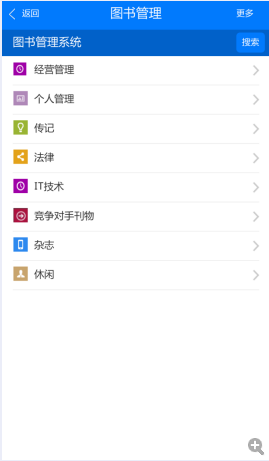 返回 图书管理 更多
图书管理系统 搜索
经营管理
个人管理
传记
法律
IT技术
竞争对手刊物
杂志
休闲